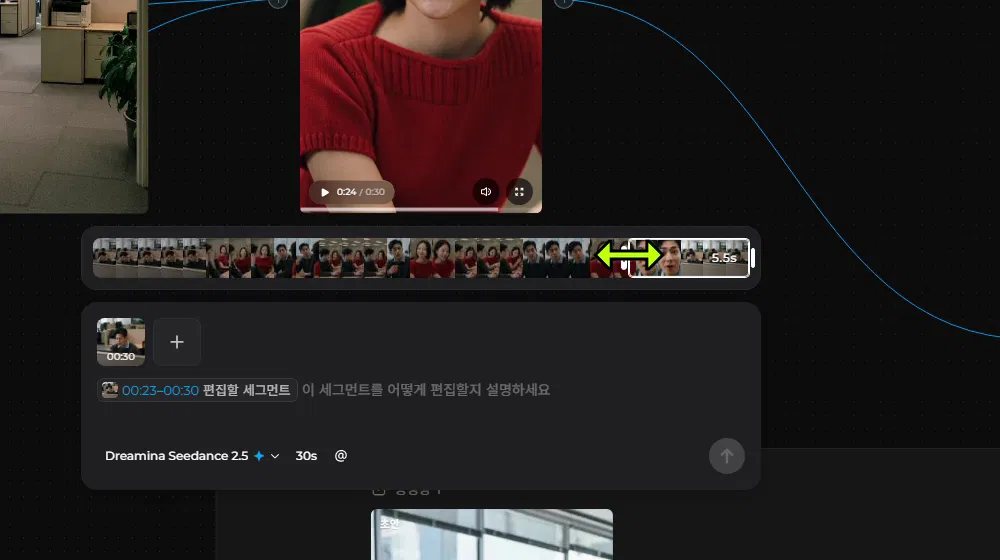 0:24 / 0:30
5.5s
00:30
00:23–00:30 편집할 세그먼트 이 세그먼트를 어떻게 편집할지 설명하세요
Dreamina Seedance 2.5 30s @
초안